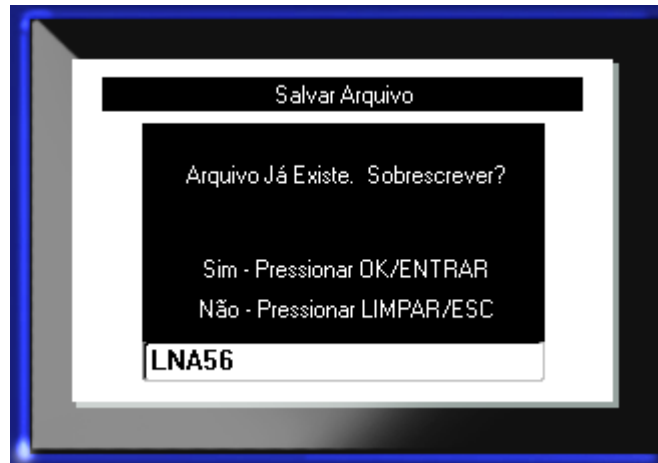 Salvar Arquivo
Arquivo Já Existe. Sobrescrever?
Sim - Pressionar OK/ENTRAR
Não - Pressionar LIMPAR/ESC
LNA56